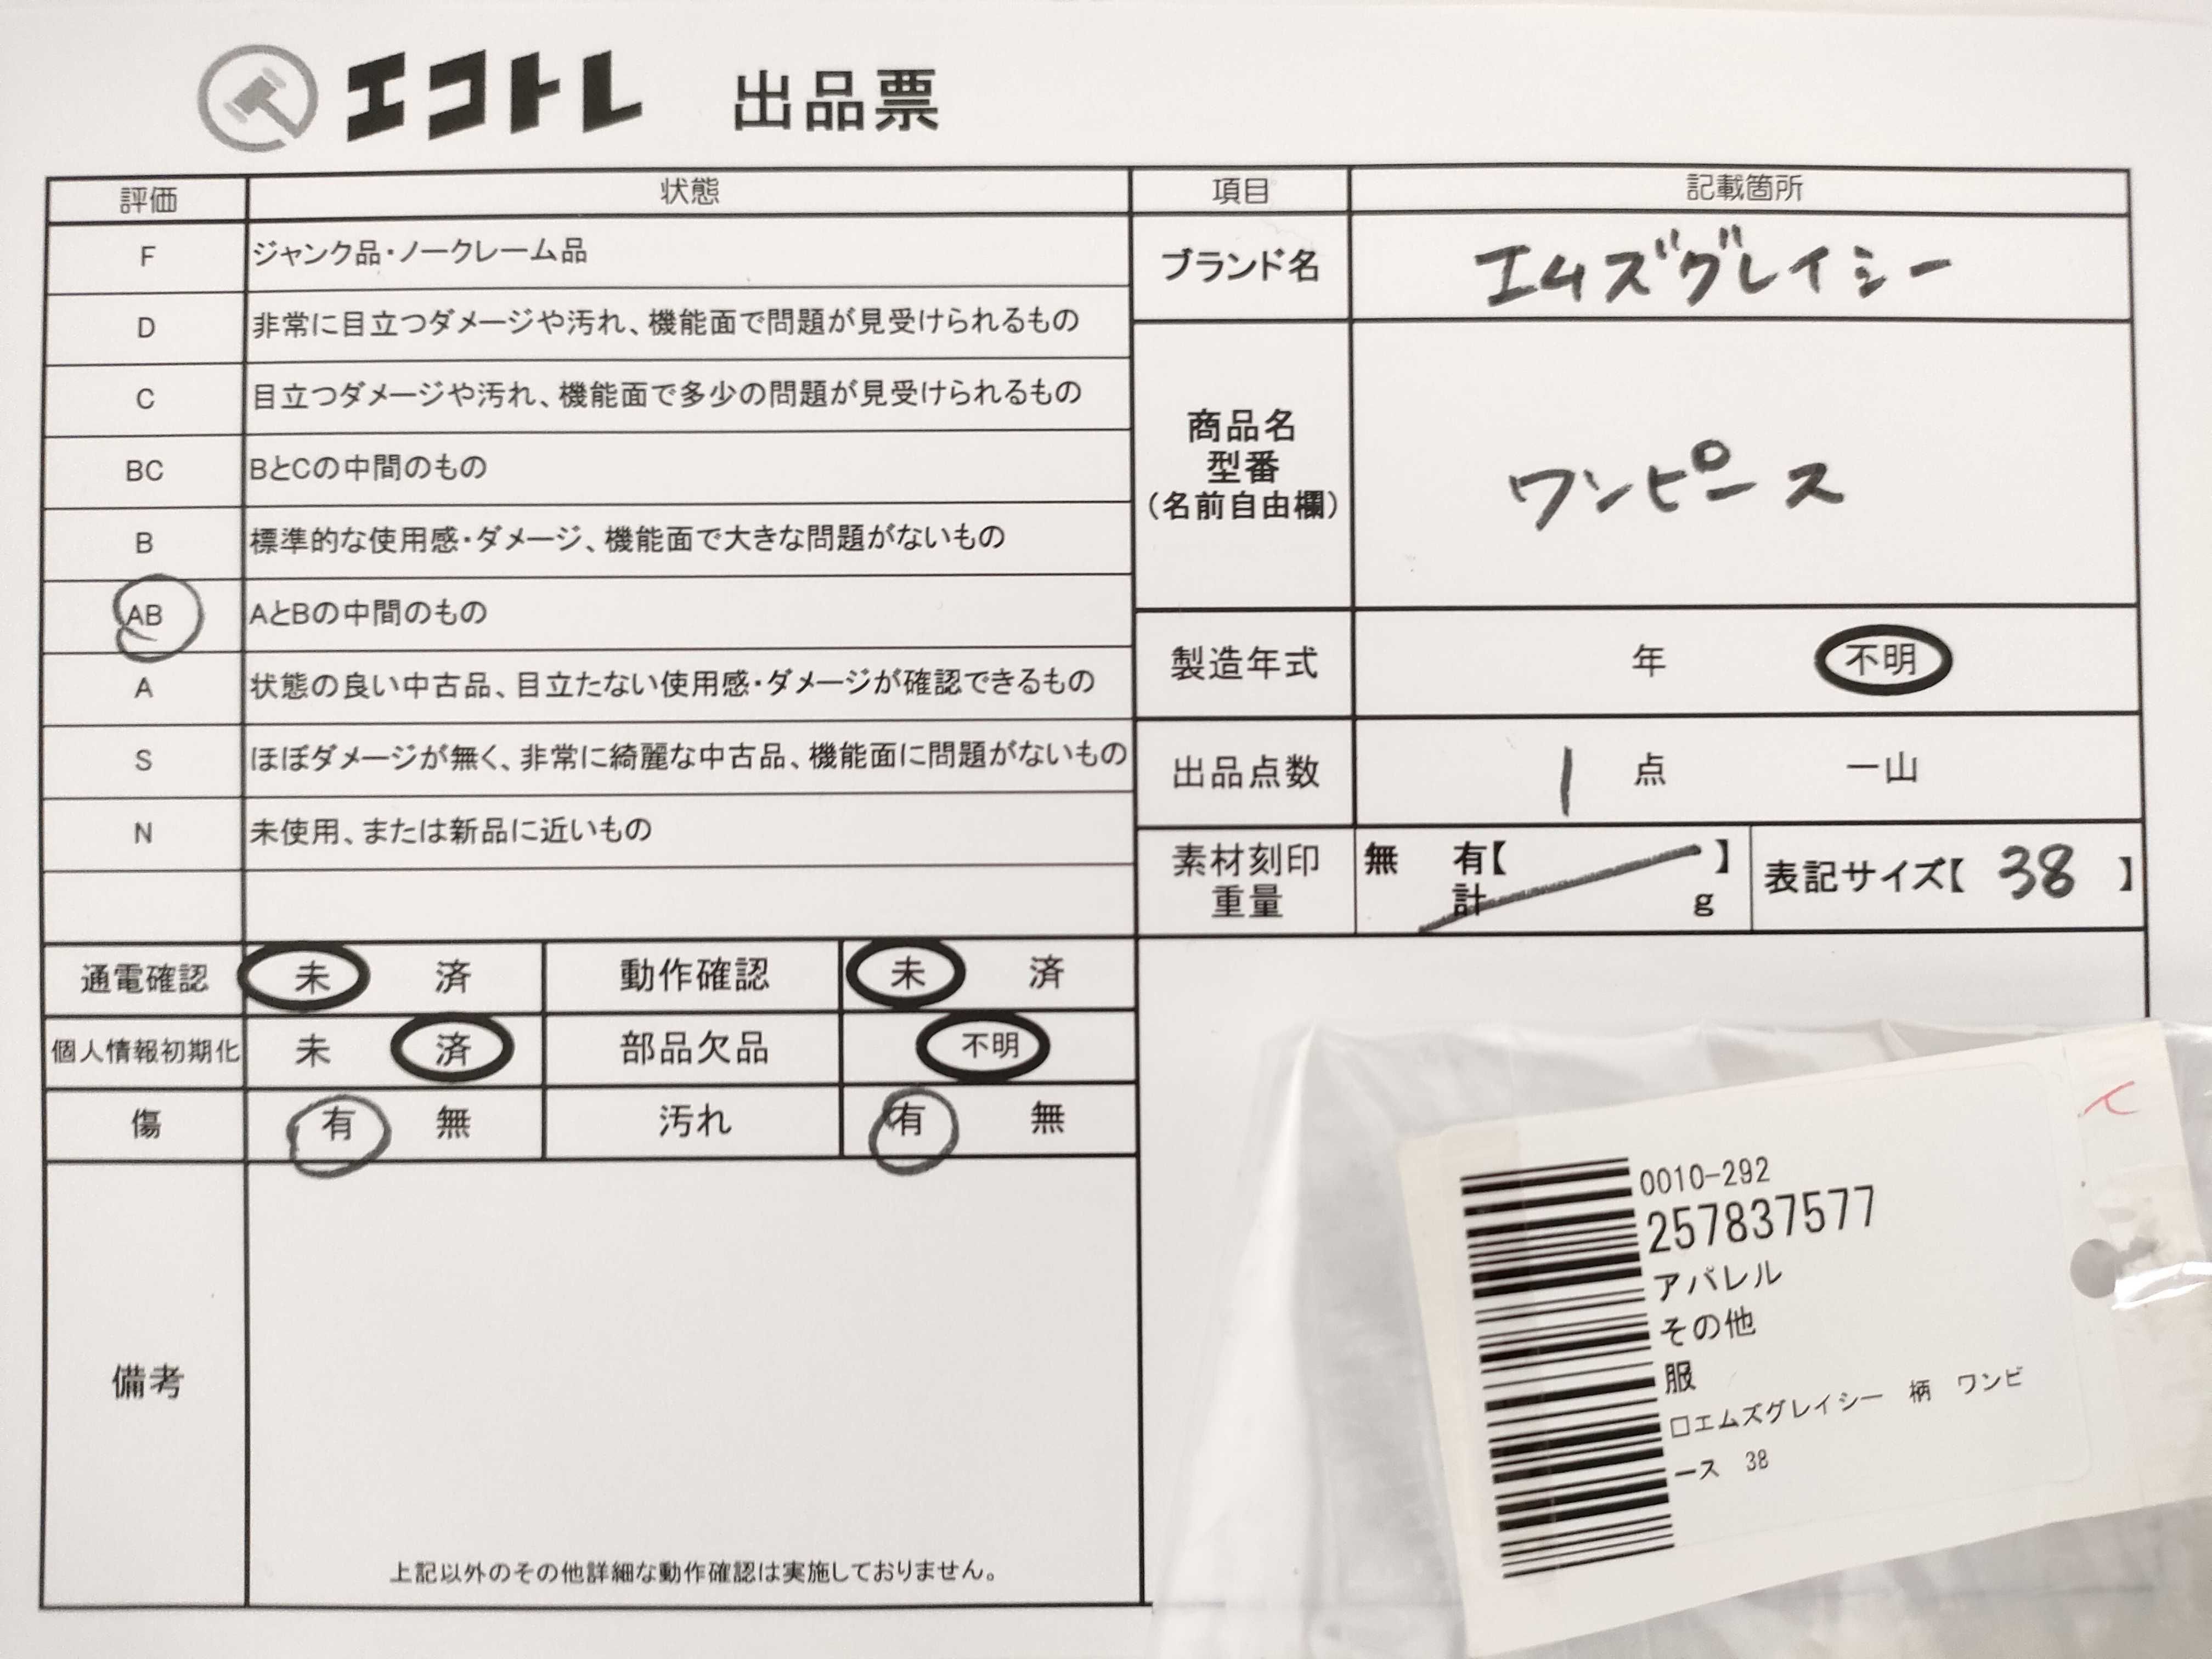 エコトレ 出品票
評価 状態
F ジャンク品・ノークレーム品
D 非常に目立つダメージや汚れ、機能面で問題が見受けられるもの
C 目立つダメージや汚れ、機能面で多少の問題が見受けられるもの
BC BとCの中間のもの
B 標準的な使用感・ダメージ、機能面で大きな問題がないもの
AB AとBの中間のもの
A 状態の良い中古品、目立たない使用感・ダメージが確認できるもの
S ほぼダメージが無く、非常に綺麗な中古品、機能面に問題がないもの
N 未使用、または新品に近いもの
項目 記載箇所
ブランド名 エムズグレイシー
商品名
型番
(名前自由欄)
ワンピース
製造年式 年 不明
出品点数 1 点 一山
素材刻印 無 有【 】
重量 計 g
表記サイズ【 38 】
通電確認 未 済 動作確認 未 済
個人情報初期化 未 済 部品欠品 不明
傷 有 無 汚れ 有 無
備考
上記以外のその他詳細な動作確認は実施しておりません。
0010-292
257837577
アパレル
その他
服
□エムズグレイシー 柄 ワンピ
ース 38